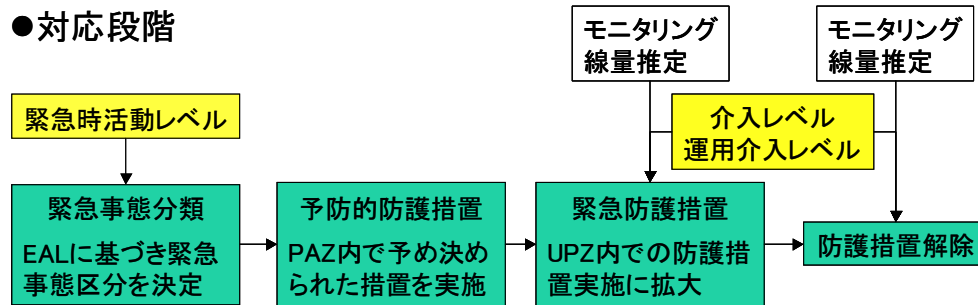 ●対応段階
モニタリング
線量推定
モニタリング
線量推定
緊急時活動レベル
介入レベル
運用介入レベル
緊急事態分類
EALに基づき緊急
事態区分を決定
予防的防護措置
PAZ内で予め決め
られた措置を実施
緊急防護措置
UPZ内での防護措
置実施に拡大
防護措置解除